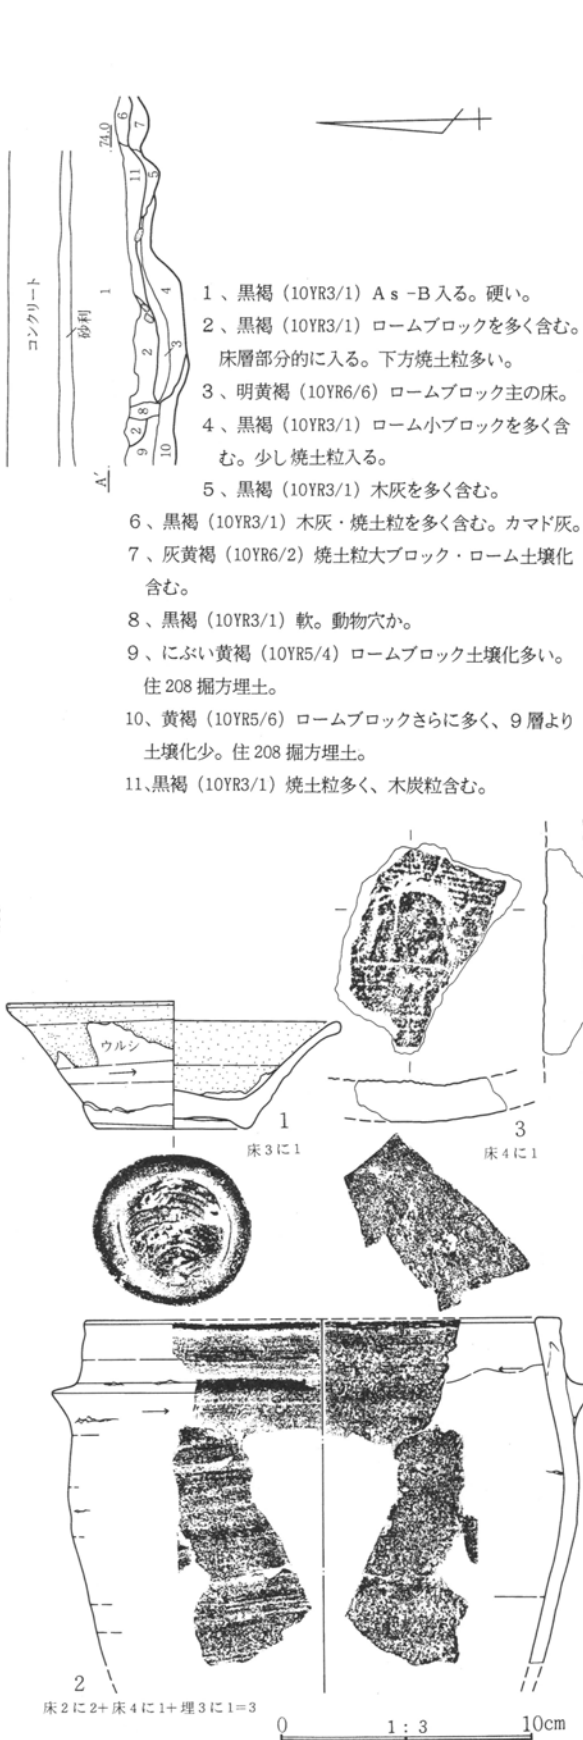 6
7
74.0
11
5
コンクリート
砂利
1
4
2
3
8
2
9
10
A′
1、黒褐（10YR3/1）Ａｓ-Ｂ入る。硬い。
2、黒褐（10YR3/1）ロームブロックを多く含む。
床層部分的に入る。下方焼土粒多い。
3、明黄褐（10YR6/6）ロームブロック主の床。
4、黒褐（10YR3/1）ローム小ブロックを多く含
む。少し焼土粒入る。
5、黒褐（10YR3/1）木灰を多く含む。
6、黒褐（10YR3/1）木灰・焼土粒を多く含む。カマド灰。
7、灰黄褐（10YR6/2）焼土粒大ブロック・ローム土壌化
含む。
8、黒褐（10YR3/1）軟。動物穴か。
9、にぶい黄褐（10YR5/4）ロームブロック土壌化多い。
住208掘方埋土。
10、黄褐（10YR5/6）ロームブロックさらに多く、9層より
土壌化少。住208掘方埋土。
11、黒褐（10YR3/1）焼土粒多く、木炭粒含む。
ウルシ
1
床3に1
3
床4に1
2
床2に2+床4に1+埋3に1=3
0 1:3 10cm